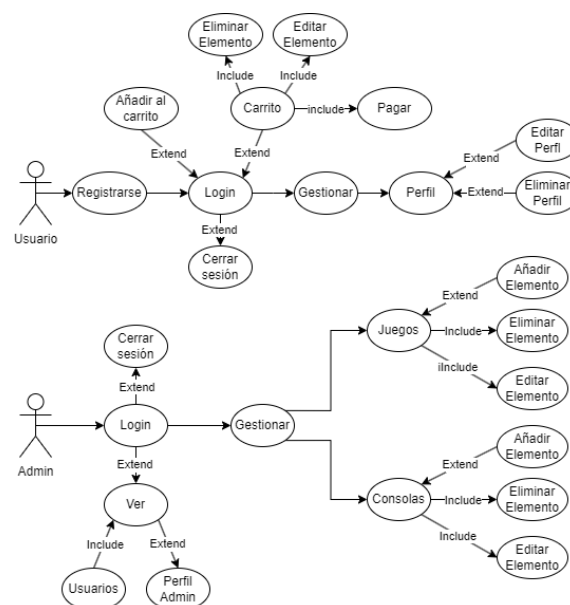 Eliminar
Elemento
Editar
Elemento
Include
Include
Añadir al
carrito
Carrito
include
Pagar
Extend
Extend
Editar
Perfl
Extend
Usuario
Registrarse
Login
Gestionar
Perfil
Extend
Eliminar
Perfil
Extend
Cerrar
sesión
Añadir
Elemento
Extend
Cerrar
sesión
Juegos
Include
Eliminar
Elemento
Extend
iInclude
Editar
Elemento
Admin
Login
Gestionar
Añadir
Elemento
Extend
Extend
Ver
Consolas
Include
Eliminar
Elemento
Include
Extend
Include
Editar
Elemento
Usuarios
Perfil
Admin